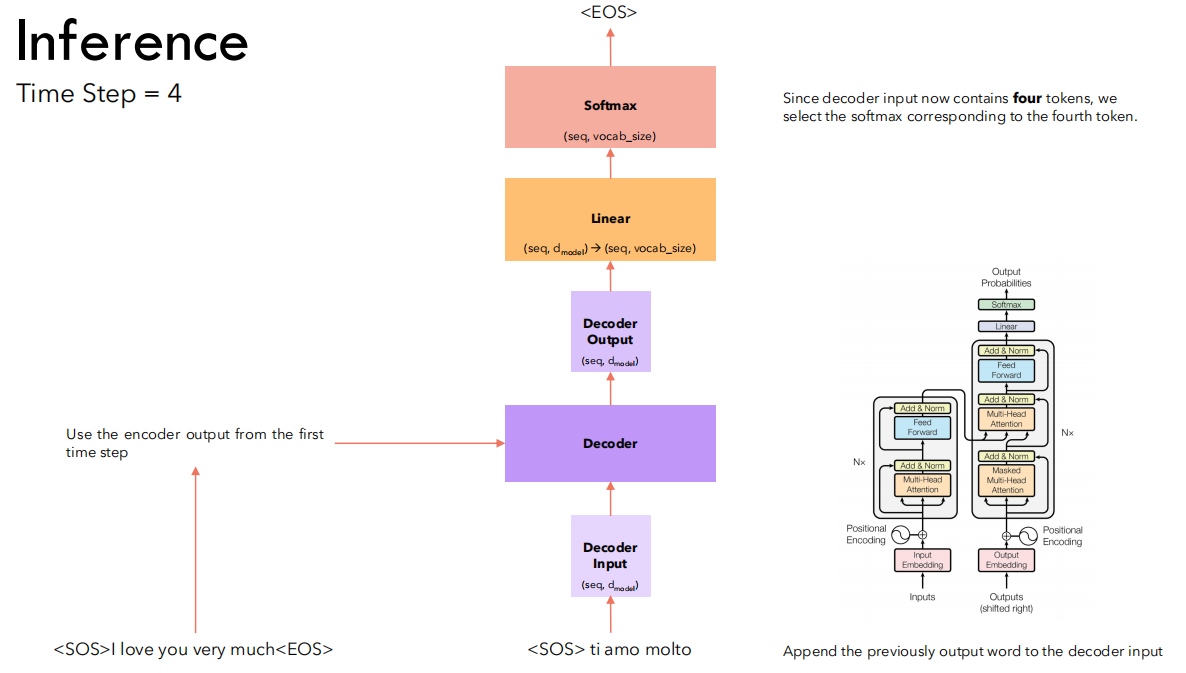 Inference
Time Step = 4
<EOS>
Softmax
(seq, vocab_size)
Since decoder input now contains four tokens, we
select the softmax corresponding to the fourth token.
Linear
(seq, dmodel) → (seq, vocab_size)
Decoder
Output
(seq, dmodel)
Use the encoder output from the first
time step
Decoder
Decoder
Input
(seq, dmodel)
<SOS>I love you very much<EOS>
<SOS> ti amo molto
Output
Probabilities
Softmax
Linear
Add & Norm
Feed
Forward
Add & Norm
Multi-Head
Attention
Nx
Add & Norm
Masked
Multi-Head
Attention
Add & Norm
Feed
Forward
Nx
Add & Norm
Multi-Head
Attention
Positional
Encoding
Positional
Encoding
Input
Embedding
Output
Embedding
Inputs
Outputs
(shifted right)
Append the previously output word to the decoder input